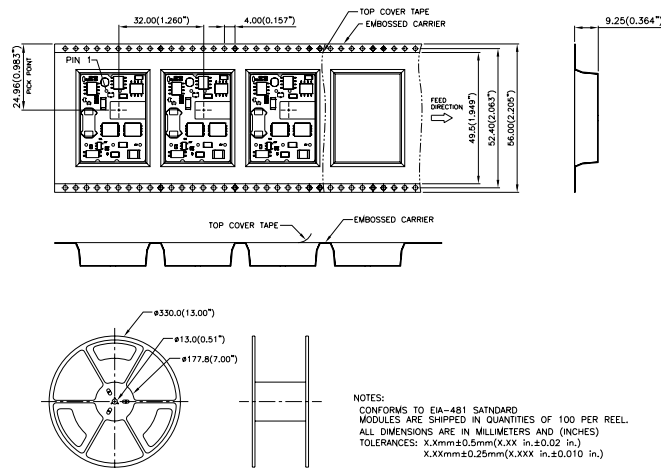 32.00(1.260")
4.00(0.157")
TOP COVER TAPE
EMBOSSED CARRIER
9.25(0.364")
24.96(0.983")
PICK POINT
PIN 1
FEED
DIRECTION
49.5(1.949")
52.40(2.063")
56.00(2.205")
TOP COVER TAPE
EMBOSSED CARRIER
ø330.0(13.00")
ø13.0(0.51")
ø177.8(7.00")
NOTES:
CONFORMS TO EIA-481 SATNDARD
MODULES ARE SHIPPED IN QUANTITIES OF 100 PER REEL.
ALL DIMENSIONS ARE IN MILLIMETERS AND (INCHES)
TOLERANCES: X.Xmm±0.5mm(X.XX in.±0.02 in.)
X.XXmm±0.25mm(X.XXX in.±0.010 in.)